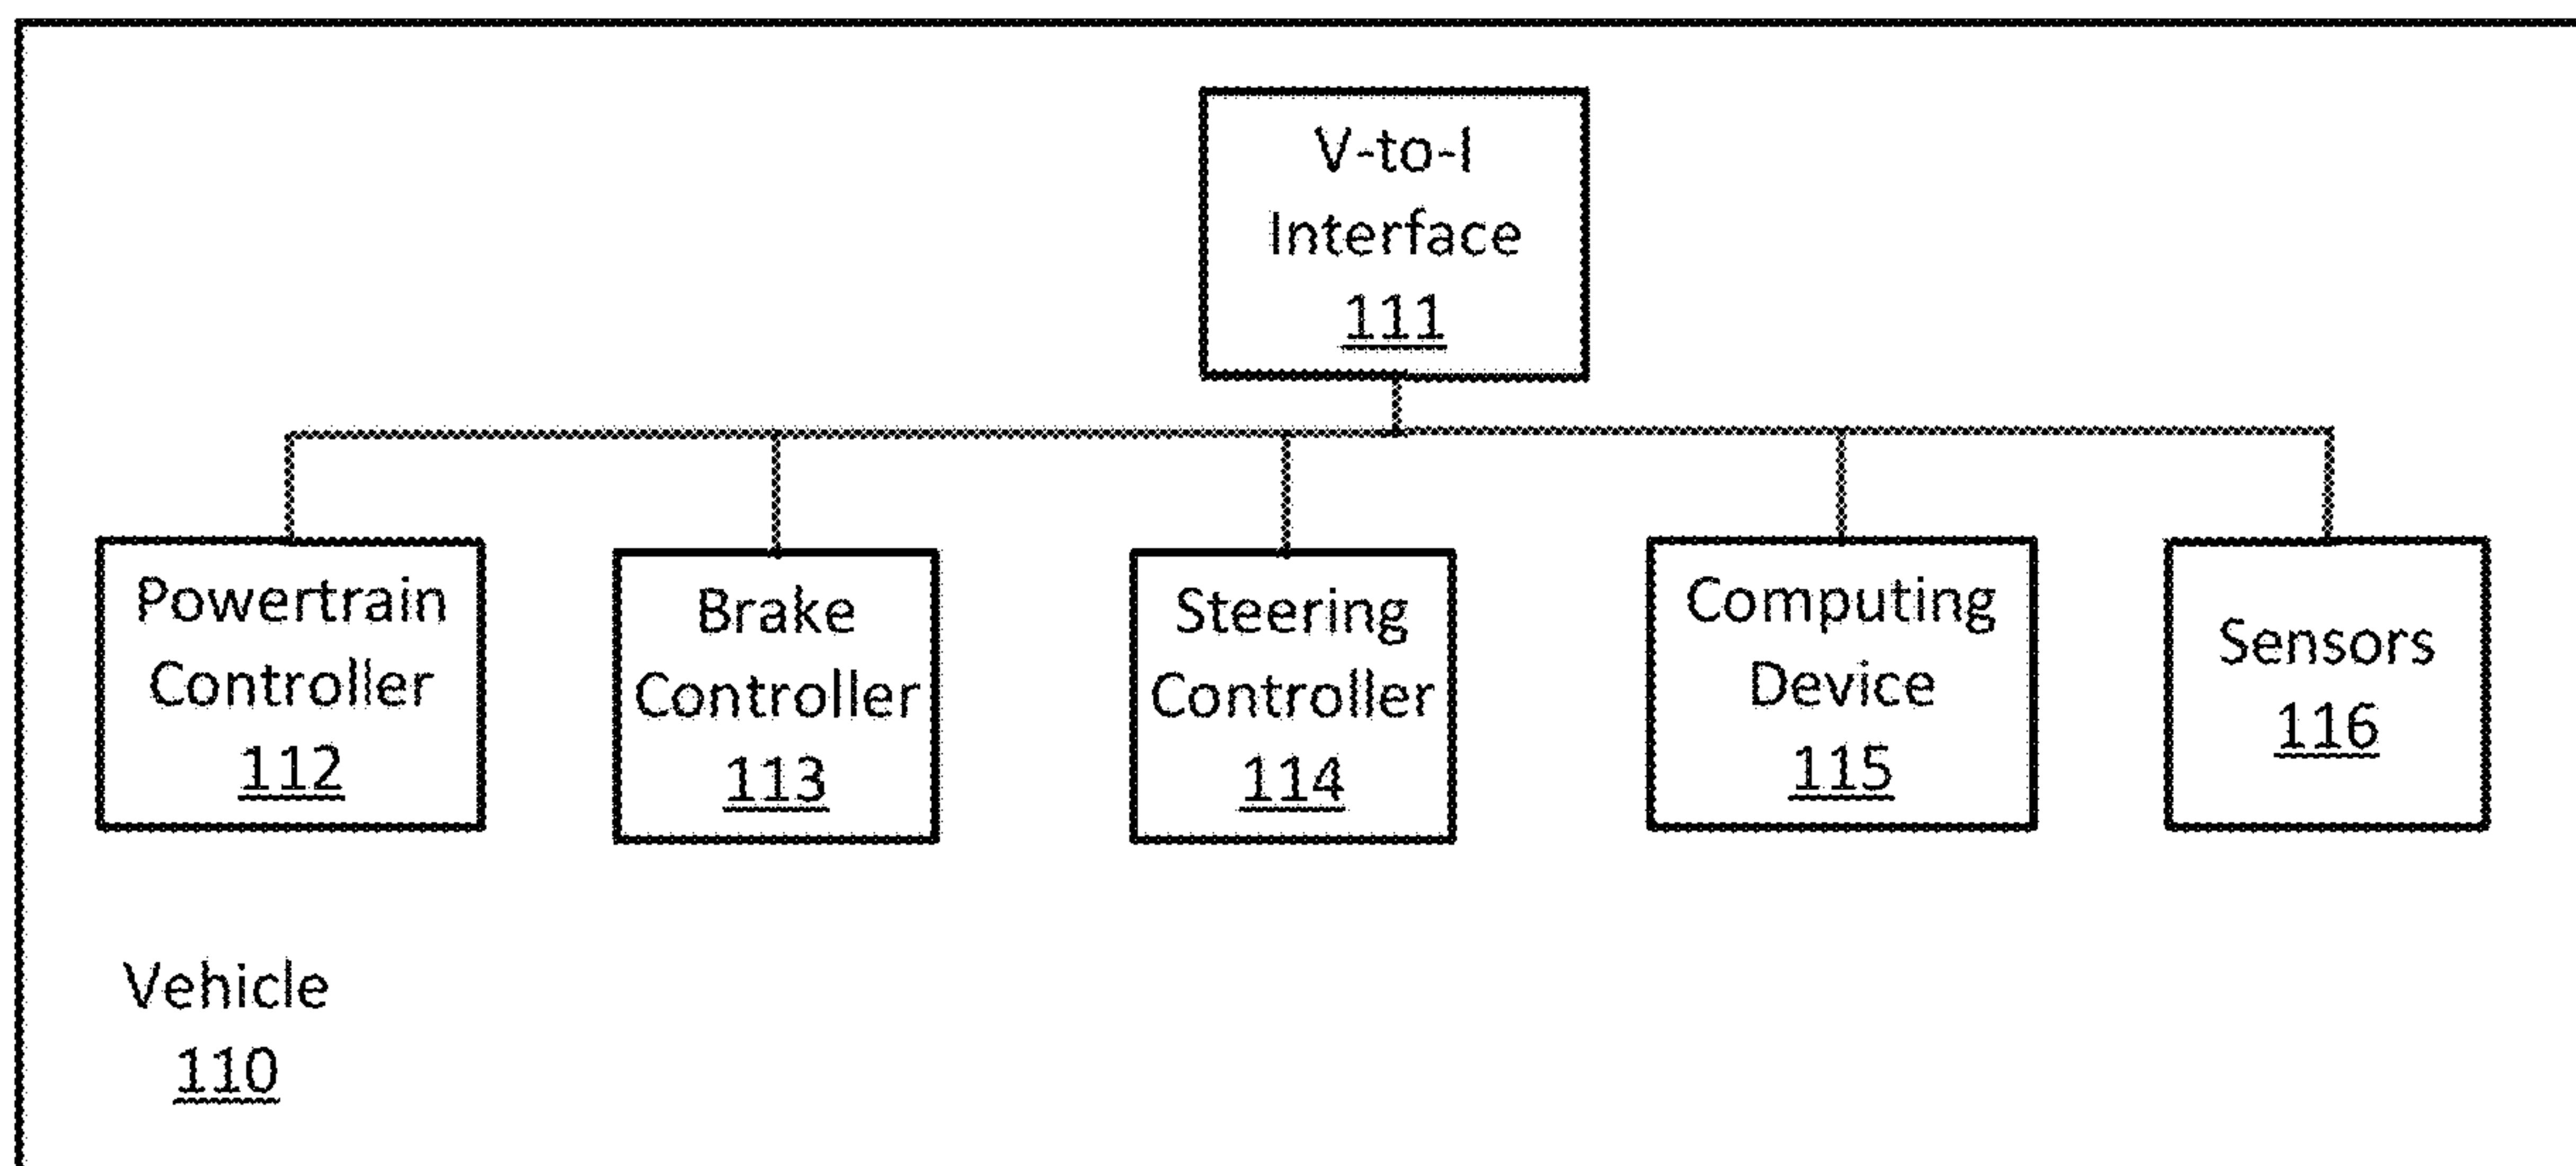 V-to-I
Interface
111
Powertrain
Controller
112
Brake
Controller
113
Steering
Controller
114
Computing
Device
115
Sensors
116
Vehicle
110